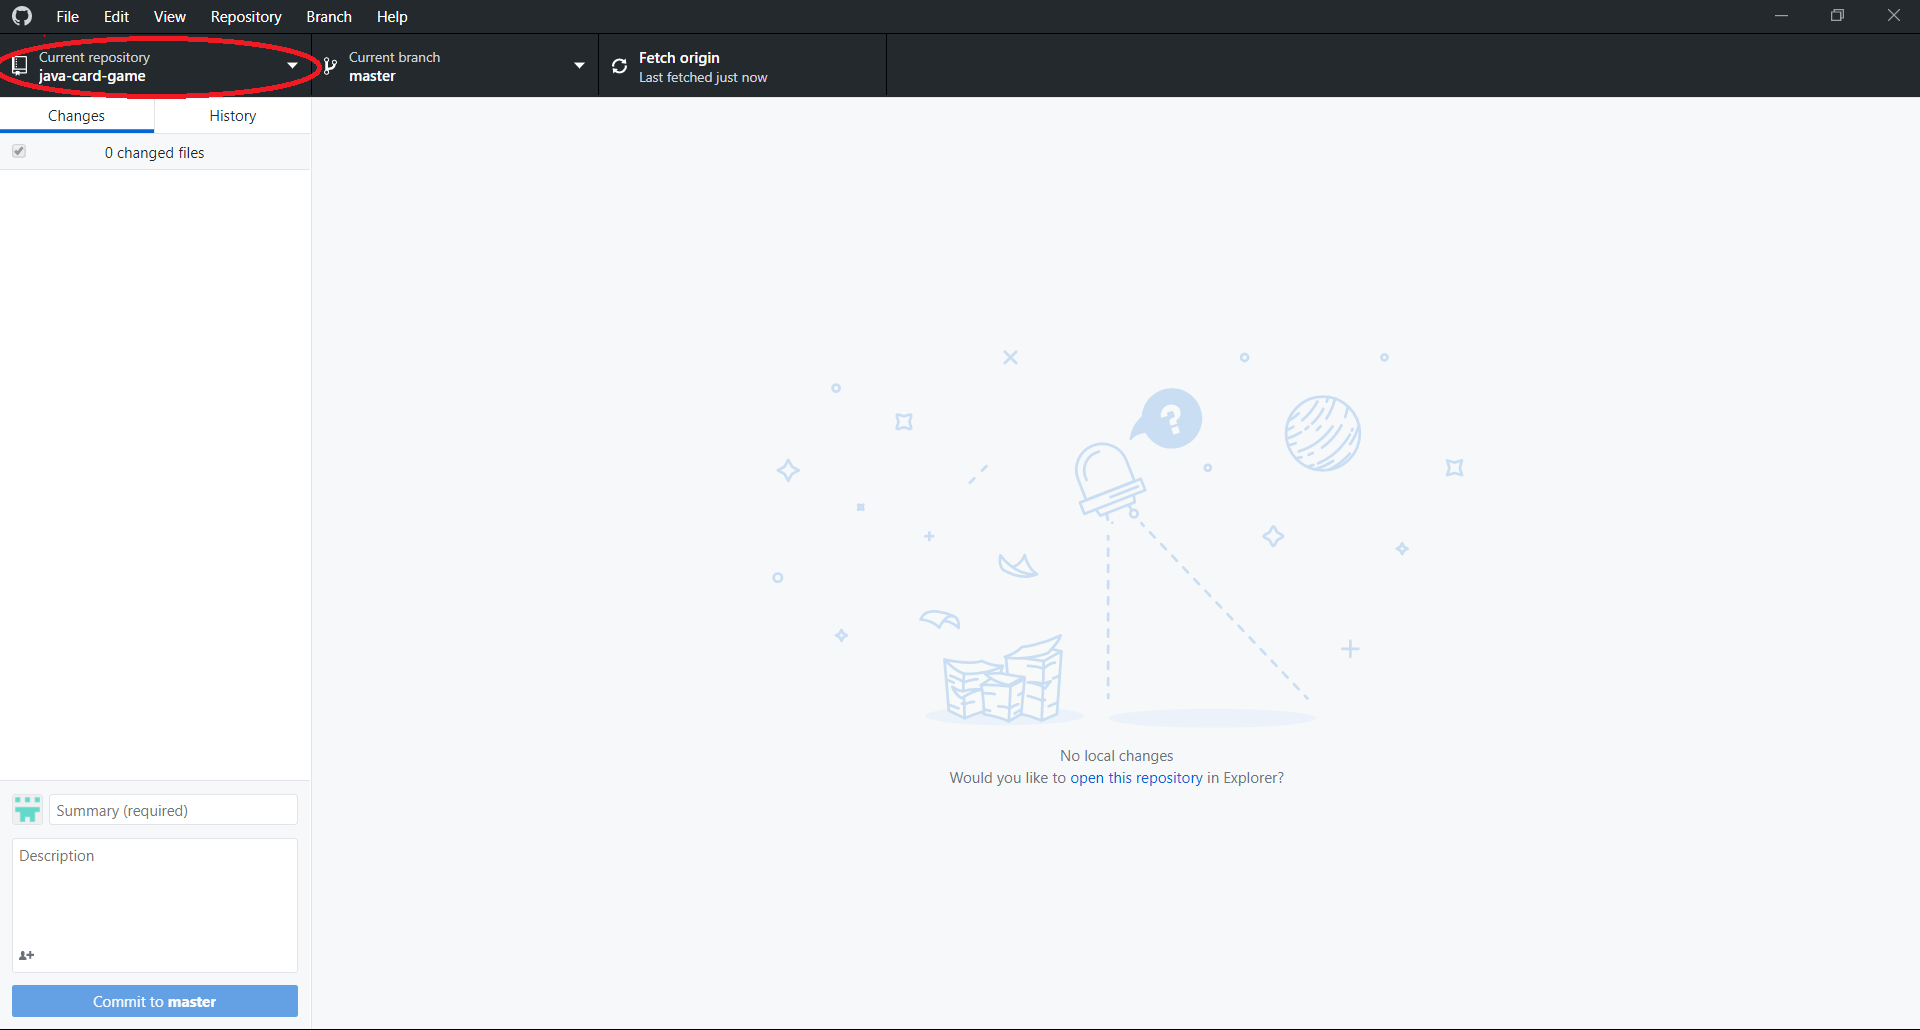 File Edit View Repository Branch Help
Current repository
java-card-game
Current branch
master
Fetch origin
Last fetched just now
Changes
History
0 changed files
?
No local changes
Would you like to open this repository in Explorer?
Summary (required)
Description
Commit to master